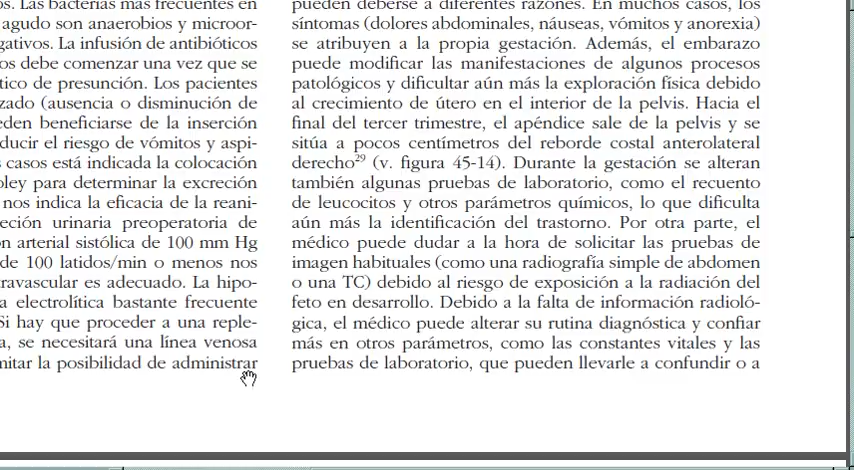 os. Las bacterias más frecuentes en
agudo son anaerobios y microor-
gativos. La infusión de antibióticos
os debe comenzar una vez que se
tico de presunción. Los pacientes
zado (ausencia o disminución de
eden beneficiarse de la inserción
ducir el riesgo de vómitos y aspi-
s casos está indicada la colocación
oley para determinar la excreción
nos indica la eficacia de la reani-
eción urinaria preoperatoria de
ón arterial sistólica de 100 mm Hg
de 100 latidos/min o menos nos
travascular es adecuado. La hipo-
a electrolítica bastante frecuente
Si hay que proceder a una reple-
a, se necesitará una línea venosa
mitar la posibilidad de administrar
pueden deberse a diferentes razones. En muchos casos, los
síntomas (dolores abdominales, náuseas, vómitos y anorexia)
se atribuyen a la propia gestación. Además, el embarazo
puede modificar las manifestaciones de algunos procesos
patológicos y dificultar aún más la exploración física debido
al crecimiento de útero en el interior de la pelvis. Hacia el
final del tercer trimestre, el apéndice sale de la pelvis y se
sitúa a pocos centímetros del reborde costal anterolateral
derecho²⁹ (v. figura 45-14). Durante la gestación se alteran
también algunas pruebas de laboratorio, como el recuento
de leucocitos y otros parámetros químicos, lo que dificulta
aún más la identificación del trastorno. Por otra parte, el
médico puede dudar a la hora de solicitar las pruebas de
imagen habituales (como una radiografía simple de abdomen
o una TC) debido al riesgo de exposición a la radiación del
feto en desarrollo. Debido a la falta de información radioló-
gica, el médico puede alterar su rutina diagnóstica y confiar
más en otros parámetros, como las constantes vitales y las
pruebas de laboratorio, que pueden llevarle a confundir o a